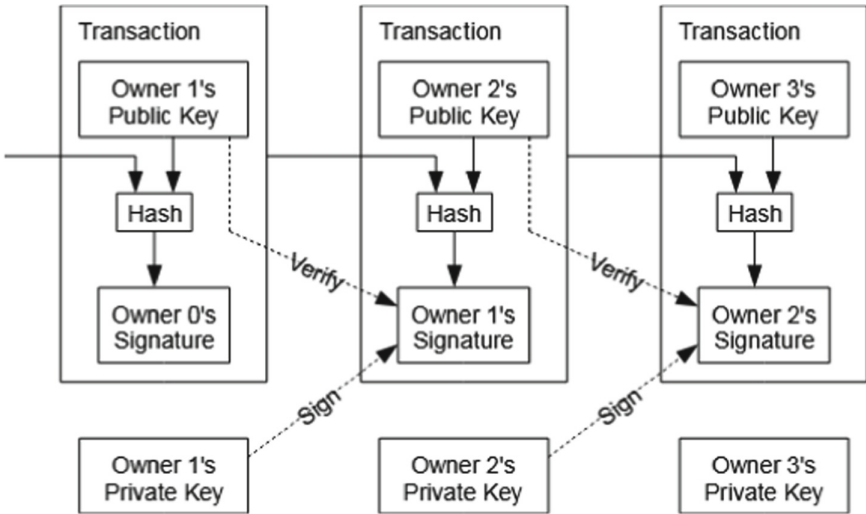 Transaction
Owner 1's
Public Key
Hash
Owner 0's
Signature
Transaction
Owner 2's
Public Key
Hash
Verify
Owner 1's
Signature
Transaction
Owner 3's
Public Key
Hash
Verify
Owner 2's
Signature
Sign
Sign
Owner 1's
Private Key
Owner 2's
Private Key
Owner 3's
Private Key